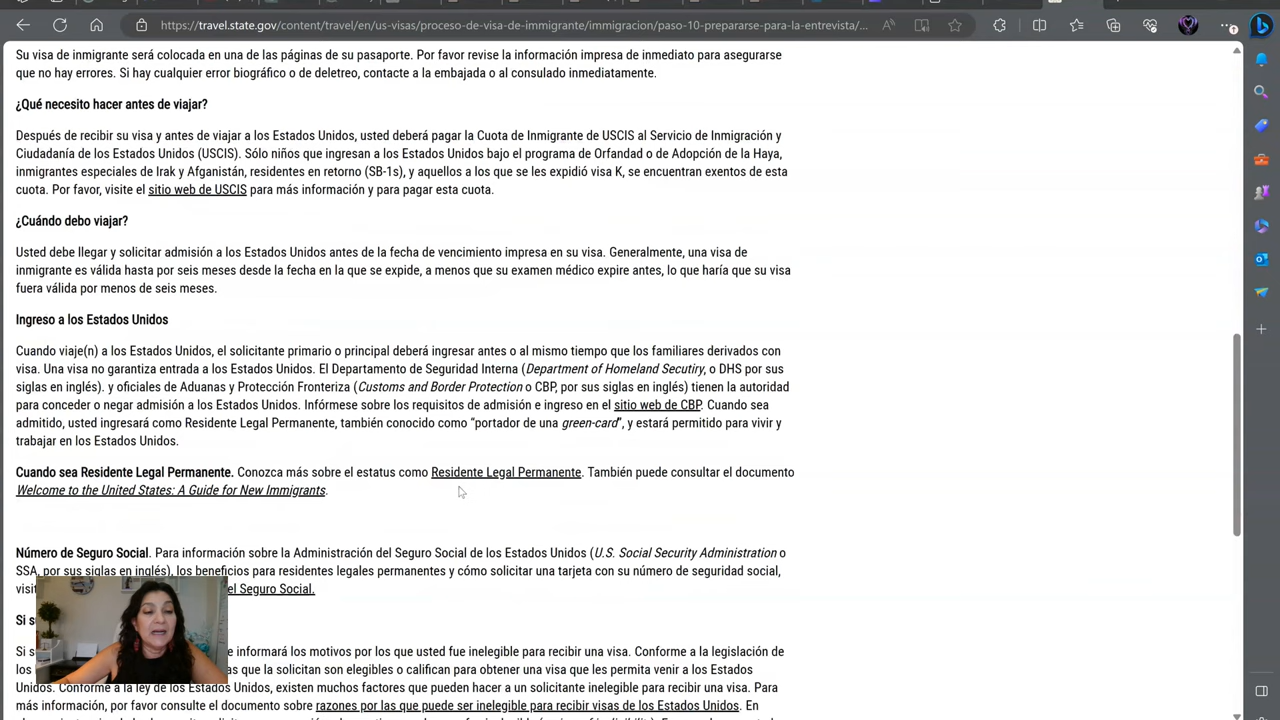 https://travel.state.gov/content/travel/en/us-visas/proceso-de-visa-de-immigrante/immigracion/paso-10-prepararse-para-la-entrevista/...
Su visa de inmigrante será colocada en una de las páginas de su pasaporte. Por favor revise la información impresa de inmediato para asegurarse
que no hay errores. Si hay cualquier error biográfico o de deletreo, contacte a la embajada o al consulado inmediatamente.
¿Qué necesito hacer antes de viajar?
Después de recibir su visa y antes de viajar a los Estados Unidos, usted deberá pagar la Cuota de Inmigrante de USCIS al Servicio de Inmigración y
Ciudadanía de los Estados Unidos (USCIS). Sólo niños que ingresan a los Estados Unidos bajo el programa de Orfandad o de Adopción de la Haya,
inmigrantes especiales de Irak y Afganistán, residentes en retorno (SB-1s), y aquellos a los que se les expidió visa K, se encuentran exentos de esta
cuota. Por favor, visite el sitio web de USCIS para más información y para pagar esta cuota.
¿Cuándo debo viajar?
Usted debe llegar y solicitar admisión a los Estados Unidos antes de la fecha de vencimiento impresa en su visa. Generalmente, una visa de
inmigrante es válida hasta por seis meses desde la fecha en la que se expide, a menos que su examen médico expire antes, lo que haría que su visa
fuera válida por menos de seis meses.
Ingreso a los Estados Unidos
Cuando viaje(n) a los Estados Unidos, el solicitante primario o principal deberá ingresar antes o al mismo tiempo que los familiares derivados con
visa. Una visa no garantiza entrada a los Estados Unidos. El Departamento de Seguridad Interna (Department of Homeland Secutiry, o DHS por sus
siglas en inglés). y oficiales de Aduanas y Protección Fronteriza (Customs and Border Protection o CBP, por sus siglas en inglés) tienen la autoridad
para conceder o negar admisión a los Estados Unidos. Infórmese sobre los requisitos de admisión e ingreso en el sitio web de CBP. Cuando sea
admitido, usted ingresará como Residente Legal Permanente, también conocido como “portador de una green-card”, y estará permitido para vivir y
trabajar en los Estados Unidos.
Cuando sea Residente Legal Permanente. Conozca más sobre el estatus como Residente Legal Permanente. También puede consultar el documento
Welcome to the United States: A Guide for New Immigrants.
Número de Seguro Social. Para información sobre la Administración del Seguro Social de los Estados Unidos (U.S. Social Security Administration o
SSA, por sus siglas en inglés), los beneficios para residentes legales permanentes y cómo solicitar una tarjeta con su número de seguridad social,
el Seguro Social.
informará los motivos por los que usted fue inelegible para recibir una visa. Conforme a la legislación de
que la solicitan son elegibles o califican para obtener una visa que les permita venir a los Estados
Unidos. Conforme a la ley de los Estados Unidos, existen muchos factores que pueden hacer a un solicitante inelegible para recibir una visa. Para
más información, por favor consulte el documento sobre razones por las que puede ser inelegible para recibir visas de los Estados Unidos. En